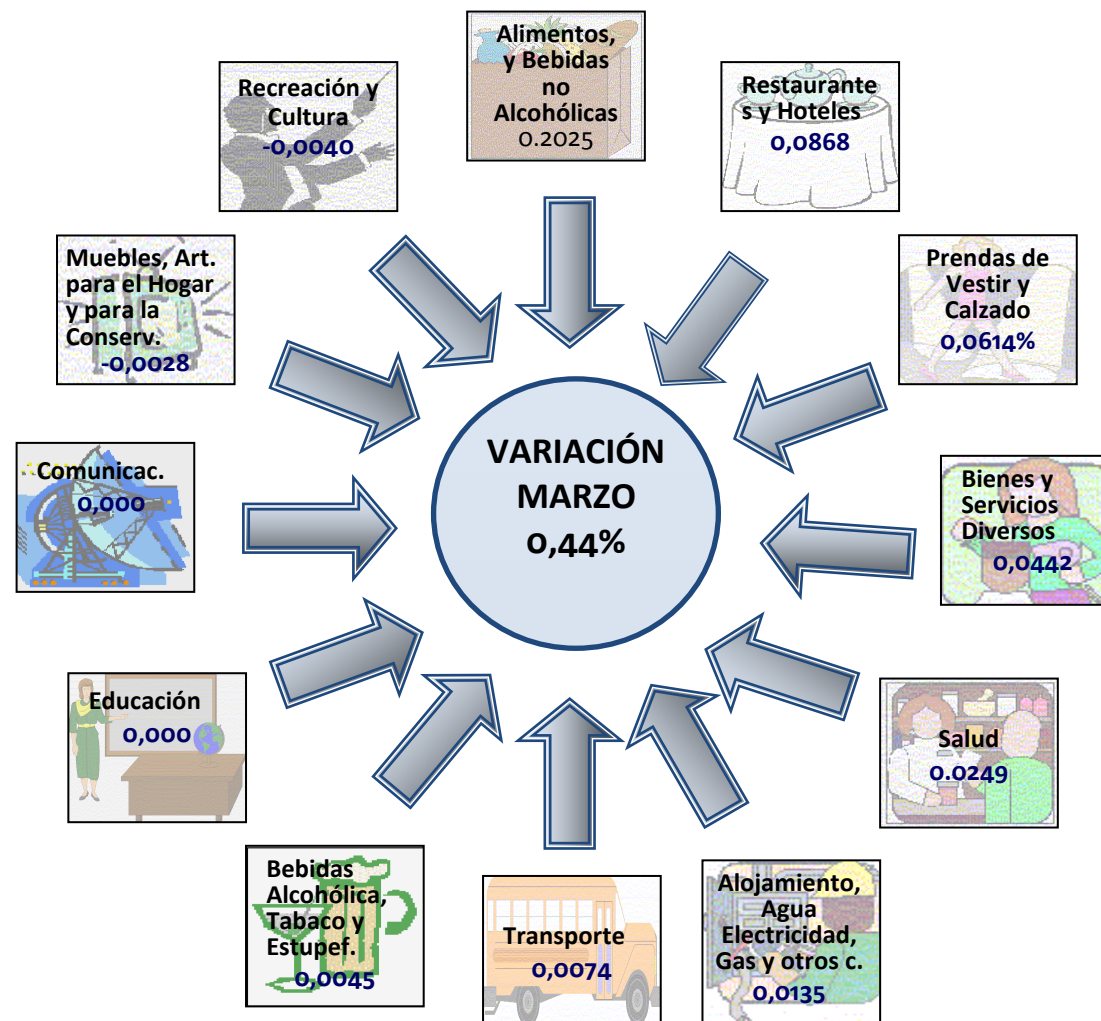 Alimentos,
y Bebidas
no
Alcohólicas
0.2025
Restaurante
s y Hoteles
0,0868
Prendas de
Vestir y
Calzado
0,0614%
Bienes y
Servicios
Diversos
0,0442
Salud
0.0249
Alojamiento,
Agua
Electricidad,
Gas y otros c.
0,0135
Transporte
0,0074
Bebidas
Alcohólica,
Tabaco y
Estupef.
0,0045
Educación
0,000
Comunicac.
0,000
Muebles, Art.
para el Hogar
y para la
Conserv.
-0,0028
Recreación y
Cultura
-0,0040
VARIACIÓN
MARZO
0,44%